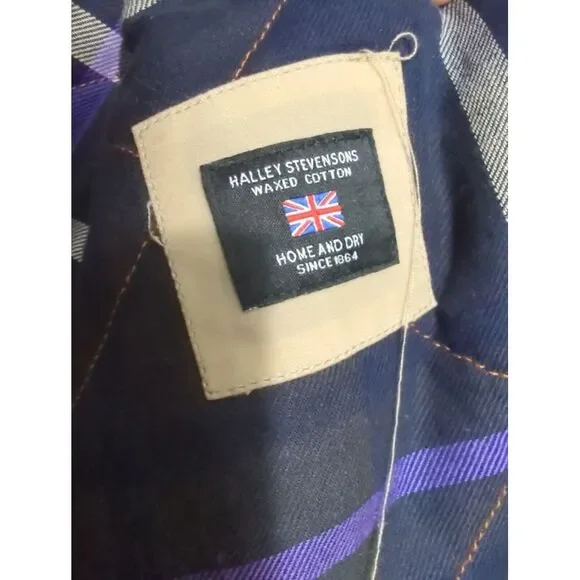 HALLEY STEVENSONS
WAXED COTTON
HOME AND DRY
SINCE 1864